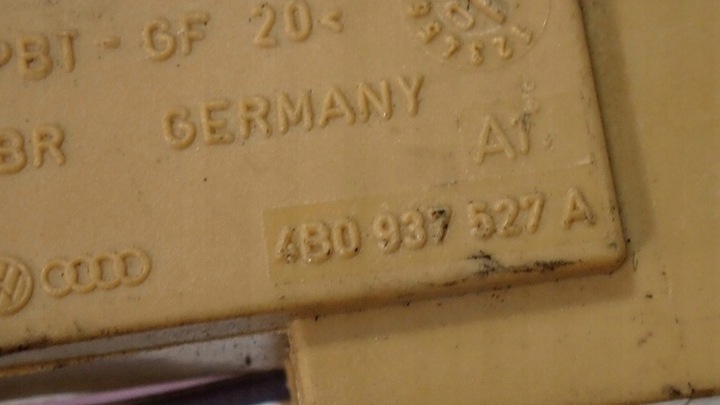 PBT - GF 20<
BR GERMANY
A1
4B0 937 527 A